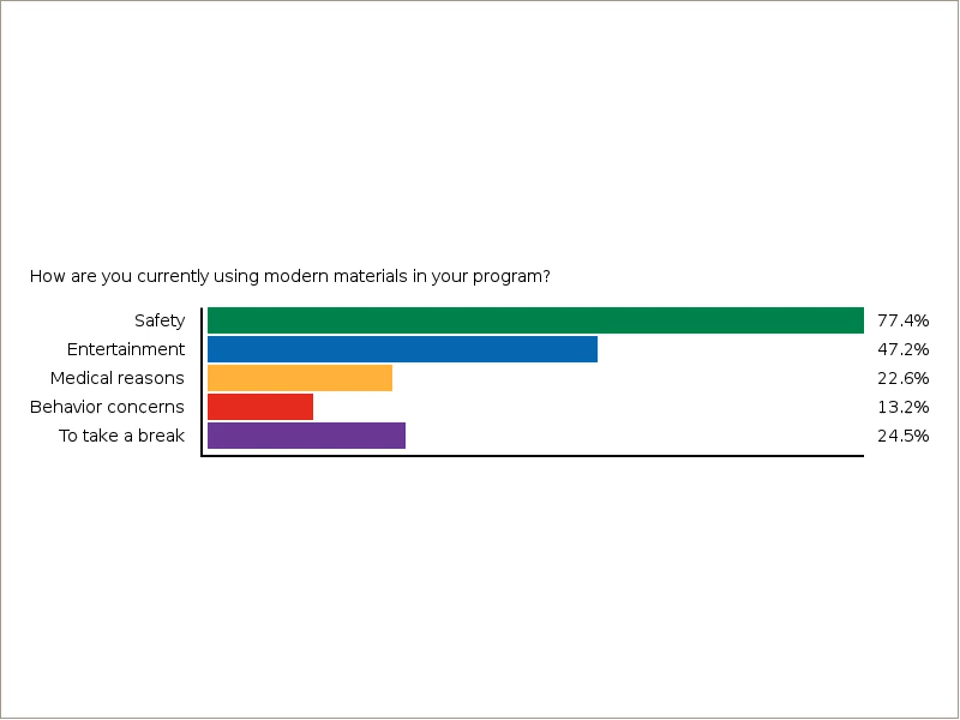 How are you currently using modern materials in your program?
Safety 77.4%
Entertainment 47.2%
Medical reasons 22.6%
Behavior concerns 13.2%
To take a break 24.5%